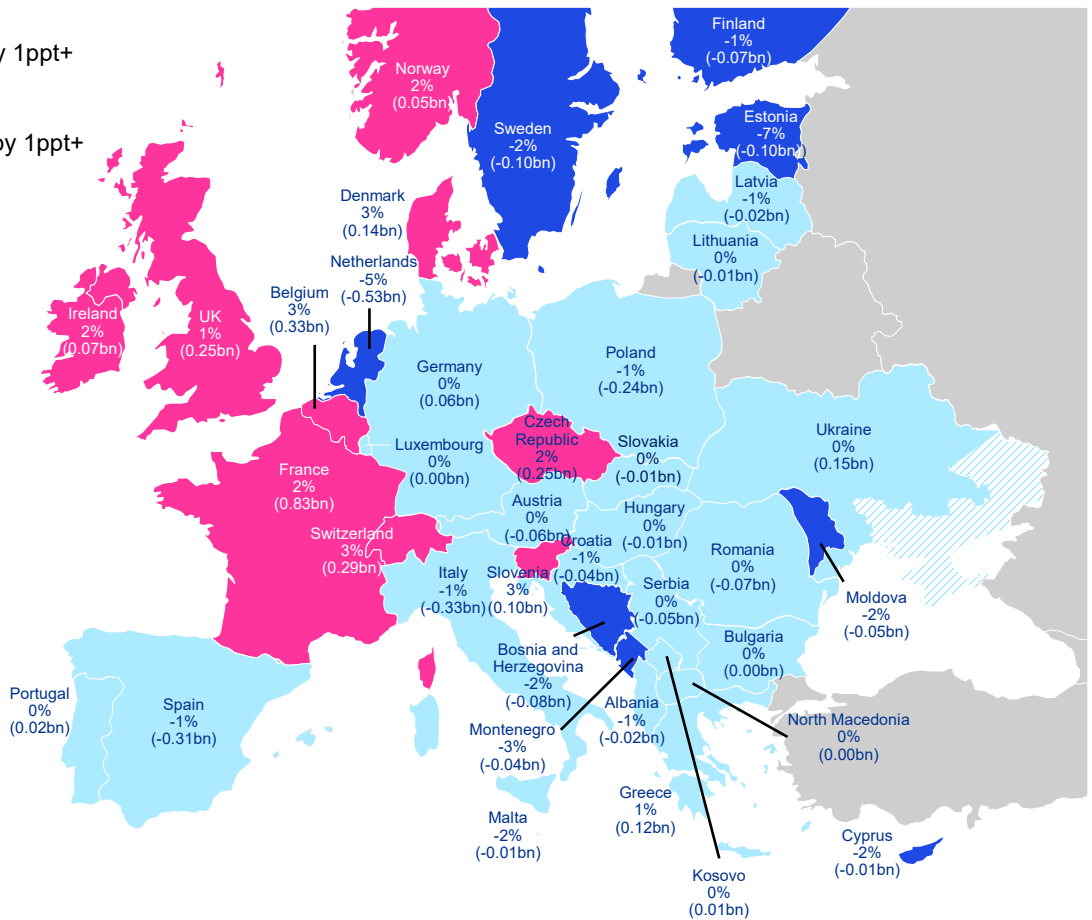 y 1ppt+
by 1ppt+
Finland
-1%
(-0.07bn)
Norway
2%
(0.05bn)
Sweden
-2%
(-0.10bn)
Estonia
-7%
(-0.10bn)
Latvia
-1%
(-0.02bn)
Denmark
3%
(0.14bn)
Lithuania
0%
(-0.01bn)
Netherlands
-5%
(-0.53bn)
Belgium
3%
(0.33bn)
Ireland
2%
(0.07bn)
UK
1%
(0.25bn)
Germany
0%
(0.06bn)
Poland
-1%
(-0.24bn)
Czech
Republic
2%
(0.25bn)
Ukraine
0%
(0.15bn)
Luxembourg
0%
(0.00bn)
Slovakia
0%
(-0.01bn)
France
2%
(0.83bn)
Austria
0%
(-0.06bn)
Hungary
0%
(-0.01bn)
Switzerland
3%
(0.29bn)
Croatia
-1%
(-0.04bn)
Romania
0%
(-0.07bn)
Italy
-1%
(-0.33bn)
Slovenia
3%
(0.10bn)
Serbia
0%
(-0.05bn)
Moldova
-2%
(-0.05bn)
Bulgaria
0%
(0.00bn)
Bosnia and
Herzegovina
-2%
(-0.08bn)
Portugal
0%
(0.02bn)
Spain
-1%
(-0.31bn)
Albania
-1%
(-0.02bn)
North Macedonia
0%
(0.00bn)
Montenegro
-3%
(-0.04bn)
Greece
1%
(0.12bn)
Malta
-2%
(-0.01bn)
Cyprus
-2%
(-0.01bn)
Kosovo
0%
(0.01bn)